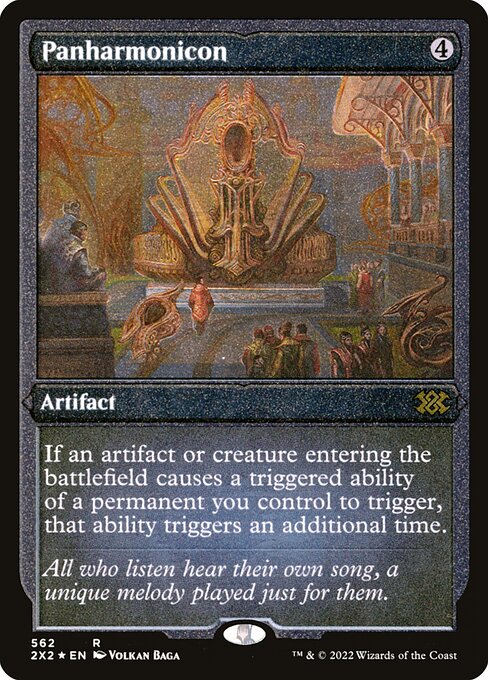 Panharmonicon 4
Artifact
If an artifact or creature entering the
battlefield causes a triggered ability
of a permanent you control to trigger,
that ability triggers an additional time.
All who listen hear their own song, a
unique melody played just for them.
562 R
2X2 ★ EN Volkan Baga
™ & © 2022 Wizards of the Coast